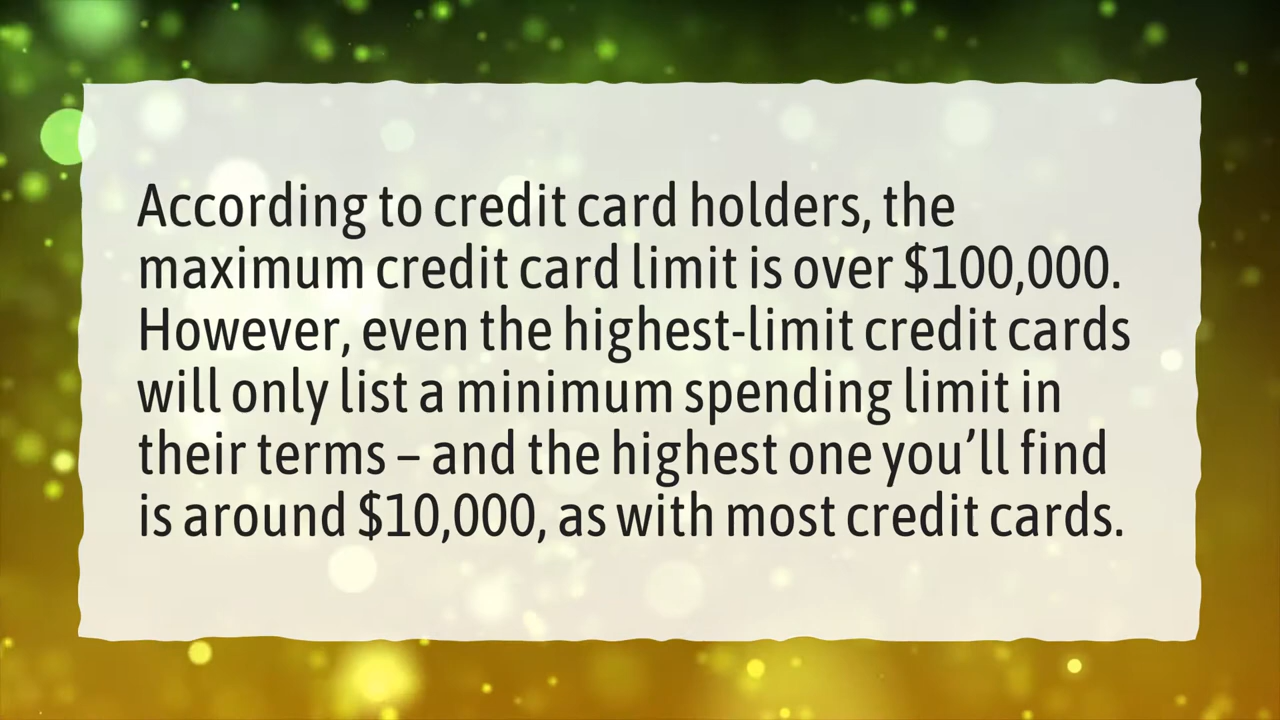 According to credit card holders, the
maximum credit card limit is over $100,000.
However, even the highest-limit credit cards
will only list a minimum spending limit in
their terms – and the highest one you’ll find
is around $10,000, as with most credit cards.